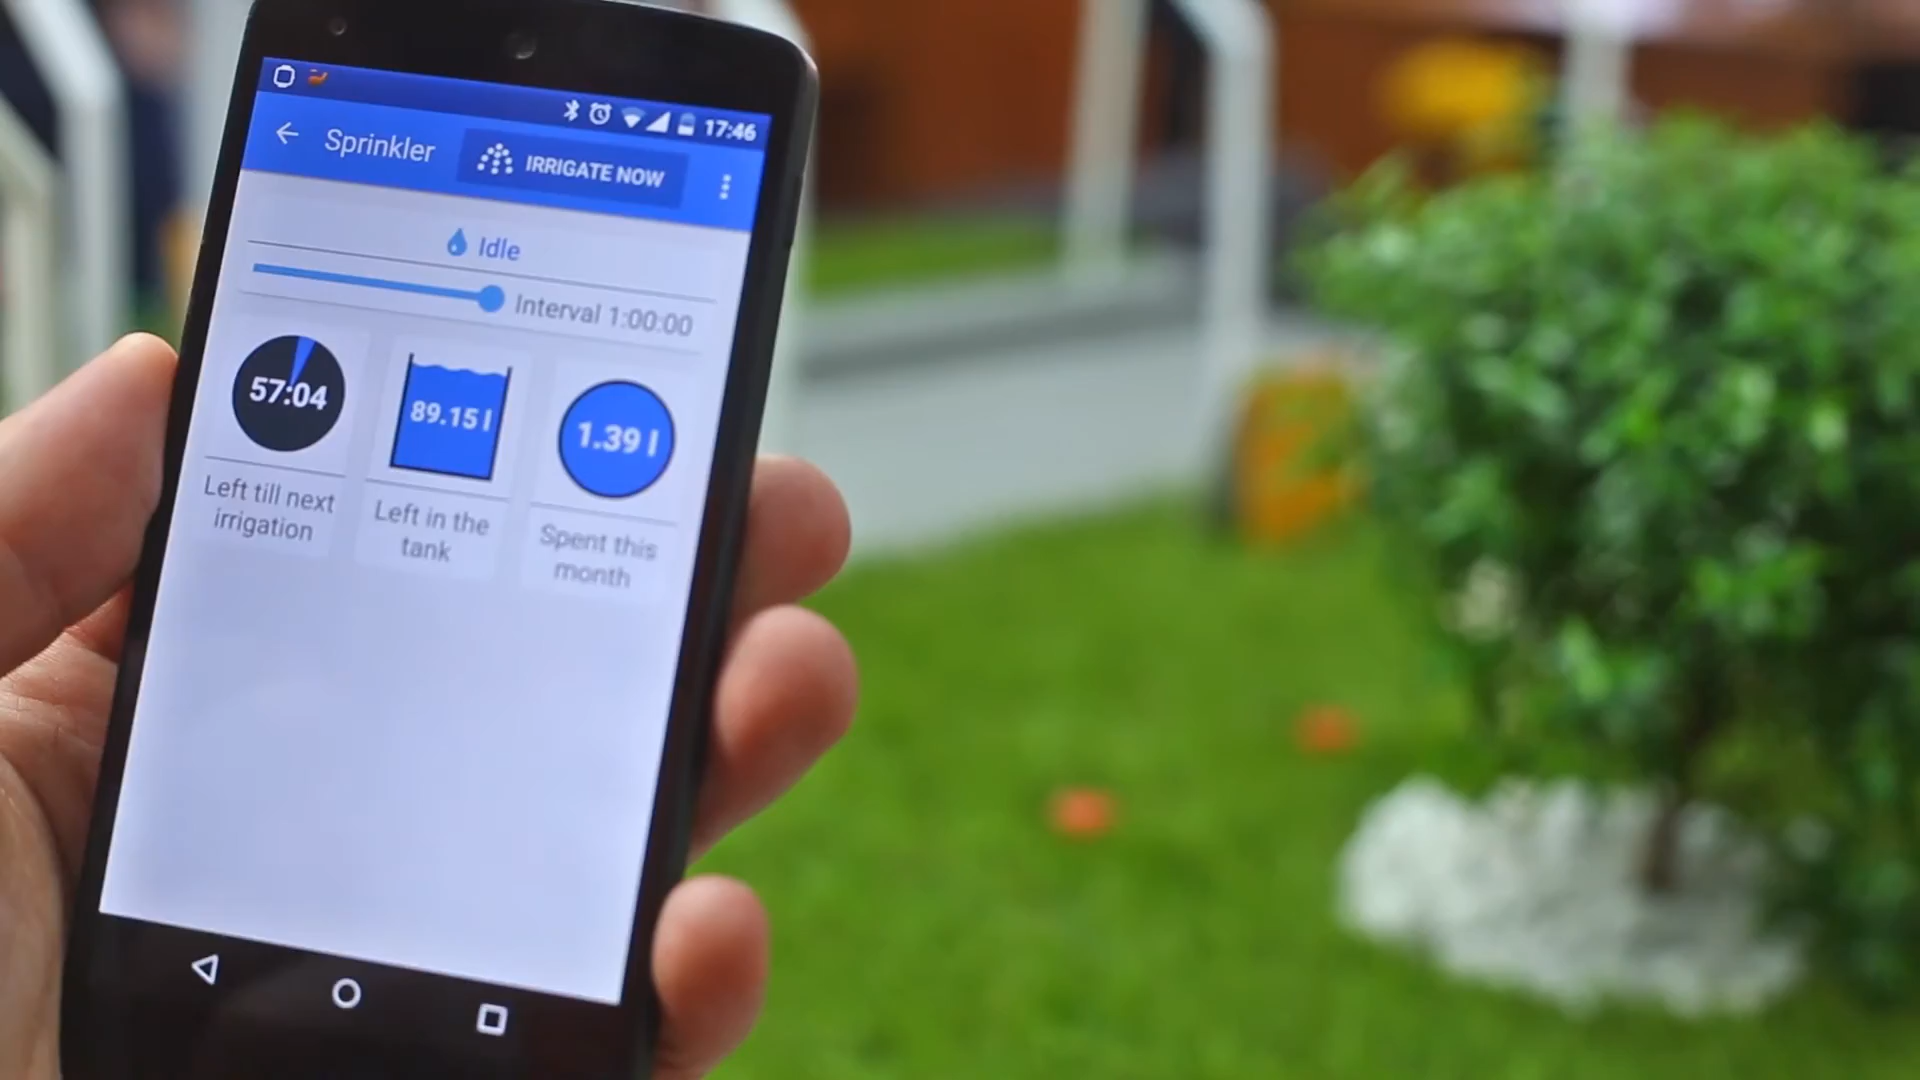 17:46
Sprinkler
IRRIGATE NOW
Idle
Interval 1:00:00
57:04
89.15 l
1.39 l
Left till next
irrigation
Left in the
tank
Spent this
month